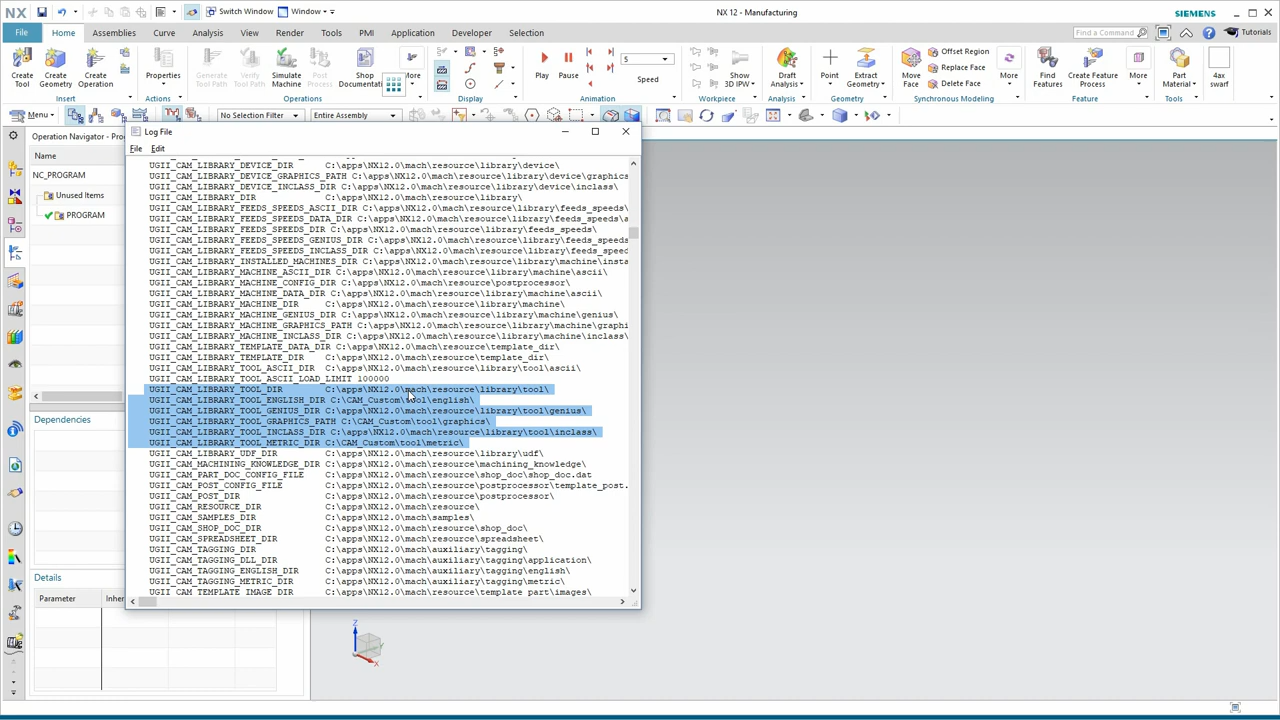 NX
Switch Window
Window
NX 12 - Manufacturing
SIEMENS
File
Home
Assemblies
Curve
Analysis
View
Render
Tools
PMI
Application
Developer
Selection
Find a Command
Tutorials
Create Tool
Create Geometry
Create Operation
Properties
Generate Path
Verify Path
Simulate Machine
Post Process
Shop Documentation
More
Play
Pause
5
Speed
Show 3D IPW
Draft Analysis
Point
Extract Geometry
Move Face
Offset Region
Replace Face
Delete Face
More
Find Features
Create Feature Process
More
Part Material
4ax swarf
Insert
Actions
Operations
Display
Animation
Workpiece
Analysis
Geometry
Synchronous Modeling
Feature
Tools
Menu
No Selection Filter
Entire Assembly
Operation Navigator - Pro
Name
NC_PROGRAM
Unused Items
PROGRAM
Dependencies
Details
Parameter
Inher
Log File
File
Edit
UGII_CAM_LIBRARY_DEVICE_DIR C:\apps\NX12.0\mach\resource\library\device\
UGII_CAM_LIBRARY_DEVICE_GRAPHICS_PATH C:\apps\NX12.0\mach\resource\library\device\graphics
UGII_CAM_LIBRARY_DEVICE_INCLASS_DIR C:\apps\NX12.0\mach\resource\library\device\inclass\
UGII_CAM_LIBRARY_DIR C:\apps\NX12.0\mach\resource\library\
UGII_CAM_LIBRARY_FEEDS_SPEEDS_ASCII_DIR C:\apps\NX12.0\mach\resource\library\feeds_speeds\
UGII_CAM_LIBRARY_FEEDS_SPEEDS_DATA_DIR C:\apps\NX12.0\mach\resource\library\feeds_speeds\a
UGII_CAM_LIBRARY_FEEDS_SPEEDS_DIR C:\apps\NX12.0\mach\resource\library\feeds_speeds\
UGII_CAM_LIBRARY_FEEDS_SPEEDS_GENIUS_DIR C:\apps\NX12.0\mach\resource\library\feeds_speeds
UGII_CAM_LIBRARY_FEEDS_SPEEDS_INCLASS_DIR C:\apps\NX12.0\mach\resource\library\feeds_speed
UGII_CAM_LIBRARY_INSTALLED_MACHINES_DIR C:\apps\NX12.0\mach\resource\library\machine\insta
UGII_CAM_LIBRARY_MACHINE_ASCII_DIR C:\apps\NX12.0\mach\resource\library\machine\ascii\
UGII_CAM_LIBRARY_MACHINE_CONFIG_DIR C:\apps\NX12.0\mach\resource\postprocessor\
UGII_CAM_LIBRARY_MACHINE_DATA_DIR C:\apps\NX12.0\mach\resource\library\machine\ascii\
UGII_CAM_LIBRARY_MACHINE_DIR C:\apps\NX12.0\mach\resource\library\machine\
UGII_CAM_LIBRARY_MACHINE_GENIUS_DIR C:\apps\NX12.0\mach\resource\library\machine\genius\
UGII_CAM_LIBRARY_MACHINE_GRAPHICS_PATH C:\apps\NX12.0\mach\resource\library\machine\graphi
UGII_CAM_LIBRARY_MACHINE_INCLASS_DIR C:\apps\NX12.0\mach\resource\library\machine\inclass\
UGII_CAM_LIBRARY_TEMPLATE_DATA_DIR C:\apps\NX12.0\mach\resource\template_dir\
UGII_CAM_LIBRARY_TEMPLATE_DIR C:\apps\NX12.0\mach\resource\template_dir\
UGII_CAM_LIBRARY_TOOL_ASCII_DIR C:\apps\NX12.0\mach\resource\library\tool\ascii\
UGII_CAM_LIBRARY_TOOL_ASCII_LOAD_LIMIT 100000
UGII_CAM_LIBRARY_TOOL_DIR C:\apps\NX12.0\mach\resource\library\tool\
UGII_CAM_LIBRARY_TOOL_ENGLISH_DIR C:\CAM_Custom\tool\english\
UGII_CAM_LIBRARY_TOOL_GENIUS_DIR C:\apps\NX12.0\mach\resource\library\tool\genius\
UGII_CAM_LIBRARY_TOOL_GRAPHICS_PATH C:\CAM_Custom\tool\graphics\
UGII_CAM_LIBRARY_TOOL_INCLASS_DIR C:\apps\NX12.0\mach\resource\library\tool\inclass\
UGII_CAM_LIBRARY_TOOL_METRIC_DIR C:\CAM_Custom\tool\metric\
UGII_CAM_LIBRARY_UDF_DIR C:\apps\NX12.0\mach\resource\library\udf\
UGII_CAM_MACHINING_KNOWLEDGE_DIR C:\apps\NX12.0\mach\resource\machining_knowledge\
UGII_CAM_PART_DOC_CONFIG_FILE C:\apps\NX12.0\mach\resource\shop_doc\shop_doc.dat
UGII_CAM_POST_CONFIG_FILE C:\apps\NX12.0\mach\resource\postprocessor\template_post.
UGII_CAM_POST_DIR C:\apps\NX12.0\mach\resource\postprocessor\
UGII_CAM_RESOURCE_DIR C:\apps\NX12.0\mach\resource\
UGII_CAM_SAMPLES_DIR C:\apps\NX12.0\mach\samples\
UGII_CAM_SHOP_DOC_DIR C:\apps\NX12.0\mach\resource\shop_doc\
UGII_CAM_SPREADSHEET_DIR C:\apps\NX12.0\mach\resource\spreadsheet\
UGII_CAM_TAGGING_DIR C:\apps\NX12.0\mach\auxiliary\tagging\
UGII_CAM_TAGGING_DLL_DIR C:\apps\NX12.0\mach\auxiliary\tagging\application\
UGII_CAM_TAGGING_ENGLISH_DIR C:\apps\NX12.0\mach\auxiliary\tagging\english\
UGII_CAM_TAGGING_METRIC_DIR C:\apps\NX12.0\mach\auxiliary\tagging\metric\
UGII_CAM_TEMPLATE_IMAGE_DIR C:\apps\NX12.0\mach\resource\template_part\images\
Z
Y
X